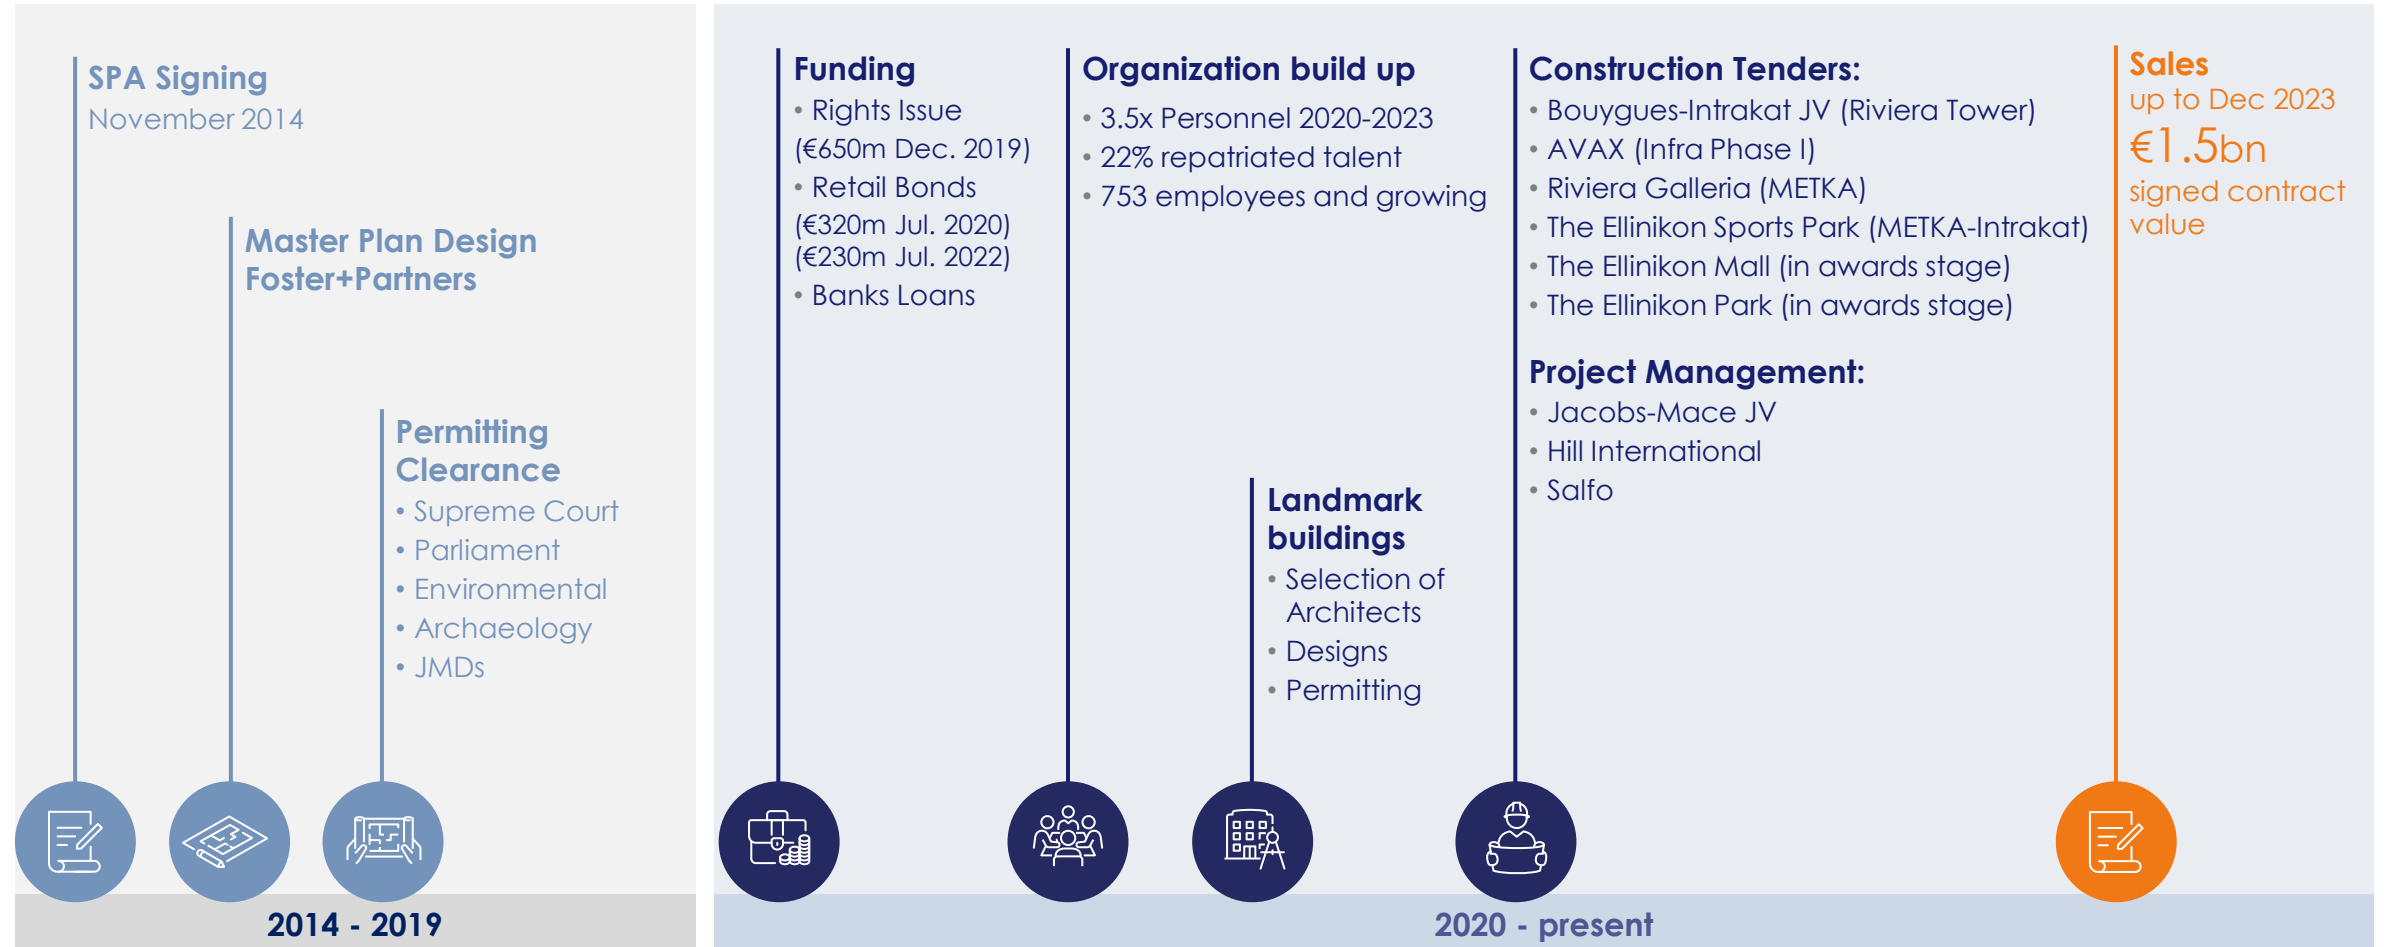 SPA Signing
November 2014
Master Plan Design
Foster+Partners
Permitting
Clearance
• Supreme Court
• Parliament
• Environmental
• Archaeology
• JMDs
2014 - 2019
Funding
• Rights Issue
(€650m Dec. 2019)
• Retail Bonds
(€320m Jul. 2020)
(€230m Jul. 2022)
• Banks Loans
Organization build up
• 3.5x Personnel 2020-2023
• 22% repatriated talent
• 753 employees and growing
Landmark
buildings
• Selection of
Architects
• Designs
• Permitting
Construction Tenders:
• Bouygues-Intrakat JV (Riviera Tower)
• AVAX (Infra Phase I)
• Riviera Galleria (METKA)
• The Ellinikon Sports Park (METKA-Intrakat)
• The Ellinikon Mall (in awards stage)
• The Ellinikon Park (in awards stage)
Project Management:
• Jacobs-Mace JV
• Hill International
• Salfo
Sales
up to Dec 2023
€1.5bn
signed contract
value
2020 - present